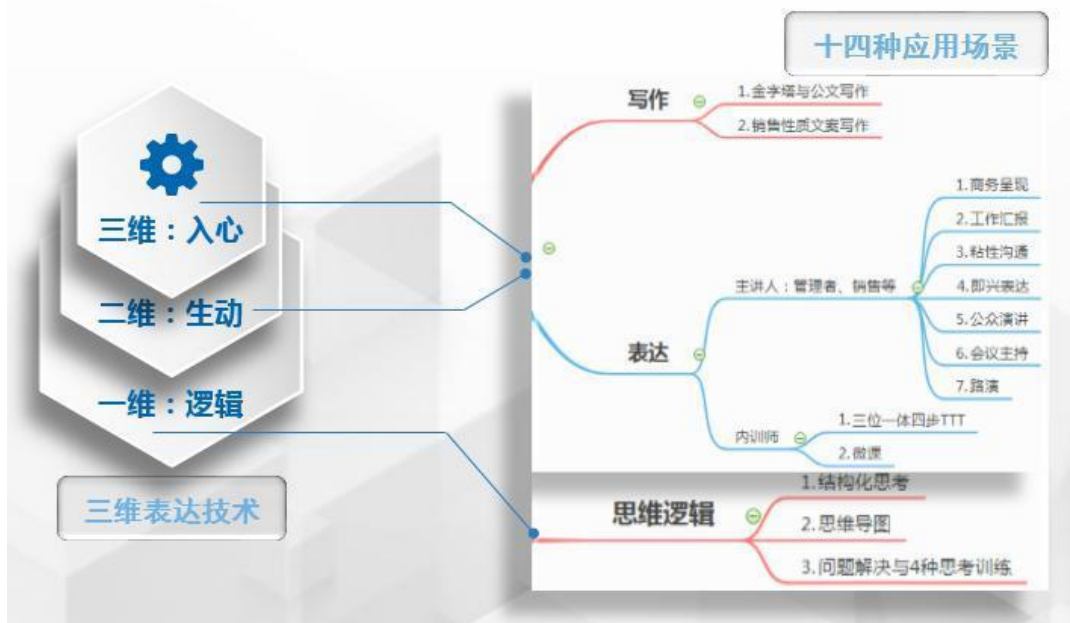 十四种应用场景
三维：入心
二维：生动
一维：逻辑
三维表达技术
写作
1.金字塔与公文写作
2.销售性质文案写作
表达
主讲人：管理者、销售等
1.商务呈现
2.工作汇报
3.粘性沟通
4.即兴表达
5.公众演讲
6.会议主持
7.路演
内训师
1.三位一体四步TTT
2.微课
思维逻辑
1.结构化思考
2.思维导图
3.问题解决与4种思考训练